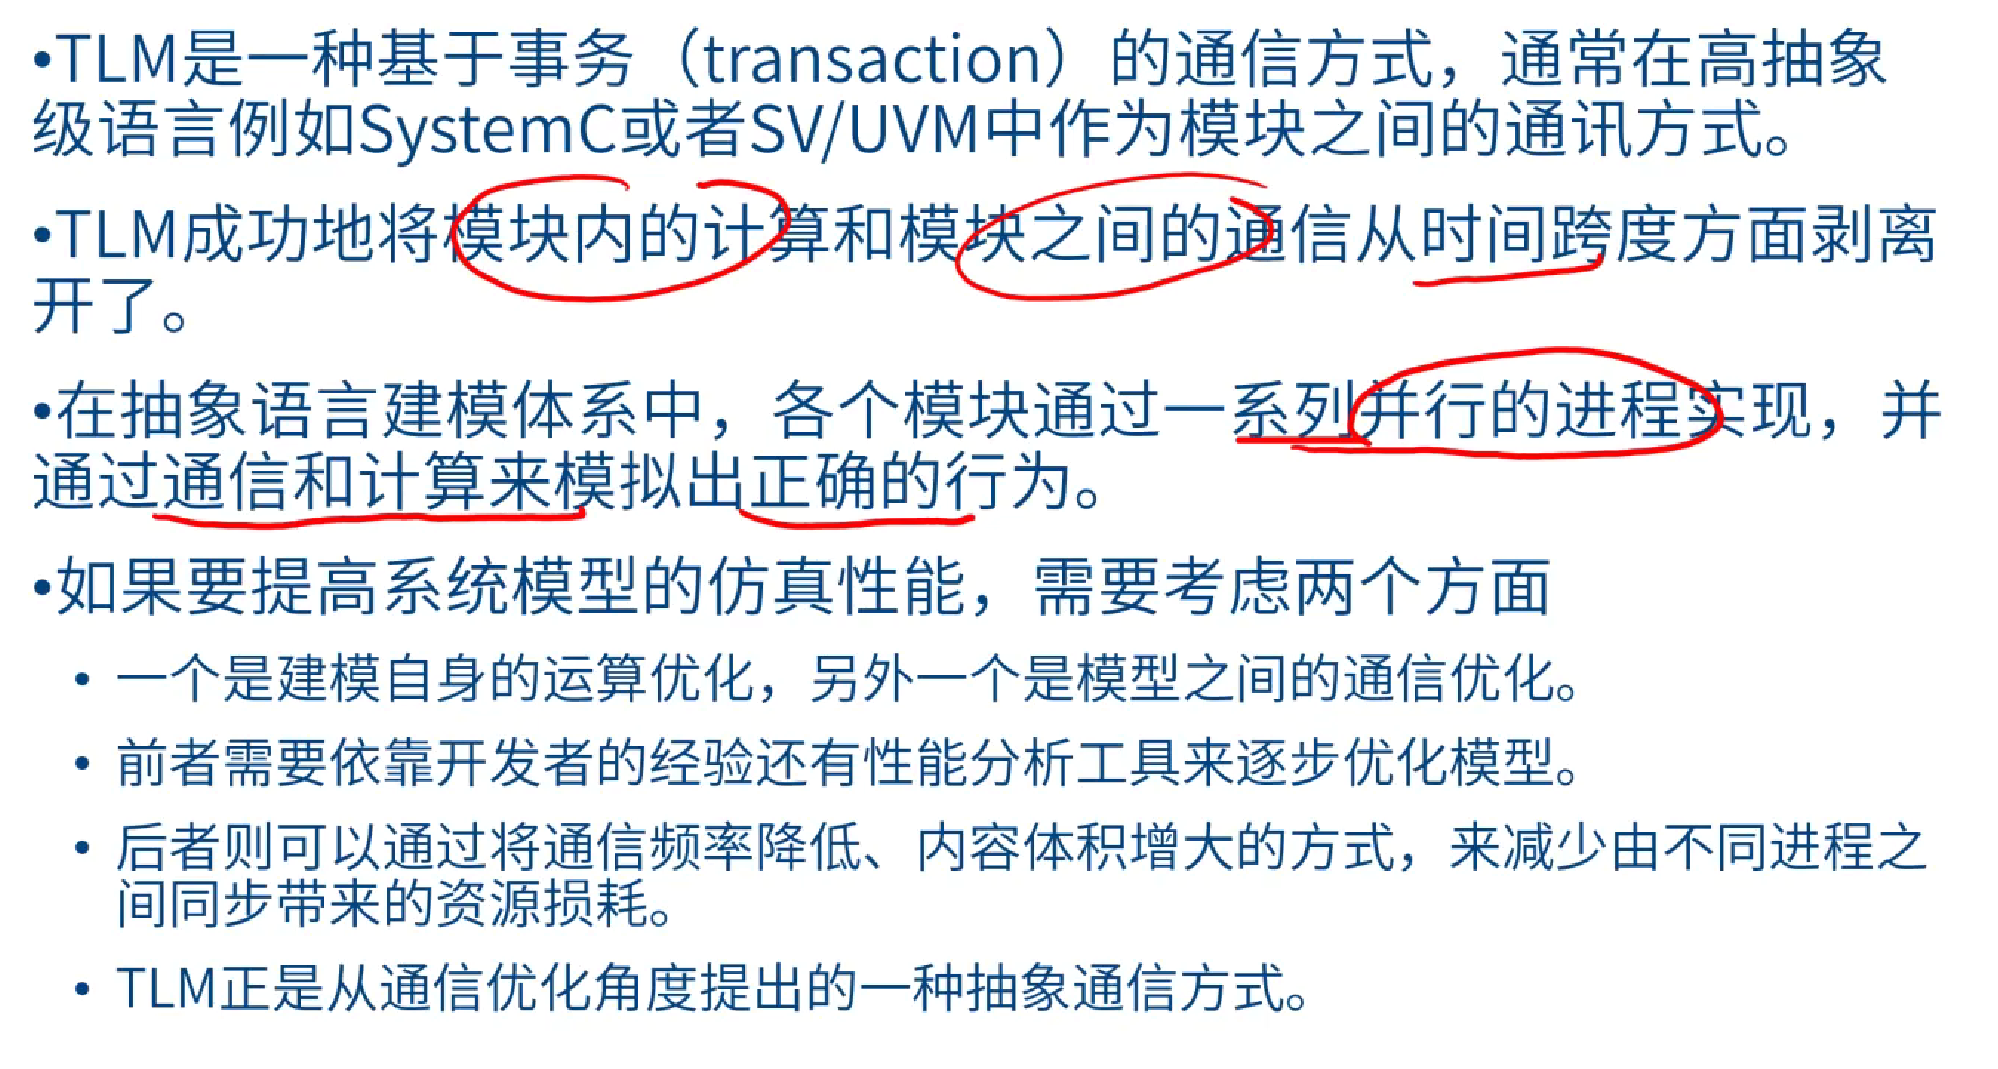 •TLM是一种基于事务（transaction）的通信方式，通常在高抽象
级语言例如SystemC或者SV/UVM中作为模块之间的通讯方式。
•TLM成功地将模块内的计算和模块之间的通信从时间跨度方面剥离
开了。
•在抽象语言建模体系中，各个模块通过一系列并行的进程实现，并
通过通信和计算来模拟出正确的行为。
•如果要提高系统模型的仿真性能，需要考虑两个方面
• 一个是建模自身的运算优化，另外一个是模型之间的通信优化。
• 前者需要依靠开发者的经验还有性能分析工具来逐步优化模型。
• 后者则可以通过将通信频率降低、内容体积增大的方式，来减少由不同进程之
间同步带来的资源损耗。
• TLM正是从通信优化角度提出的一种抽象通信方式。